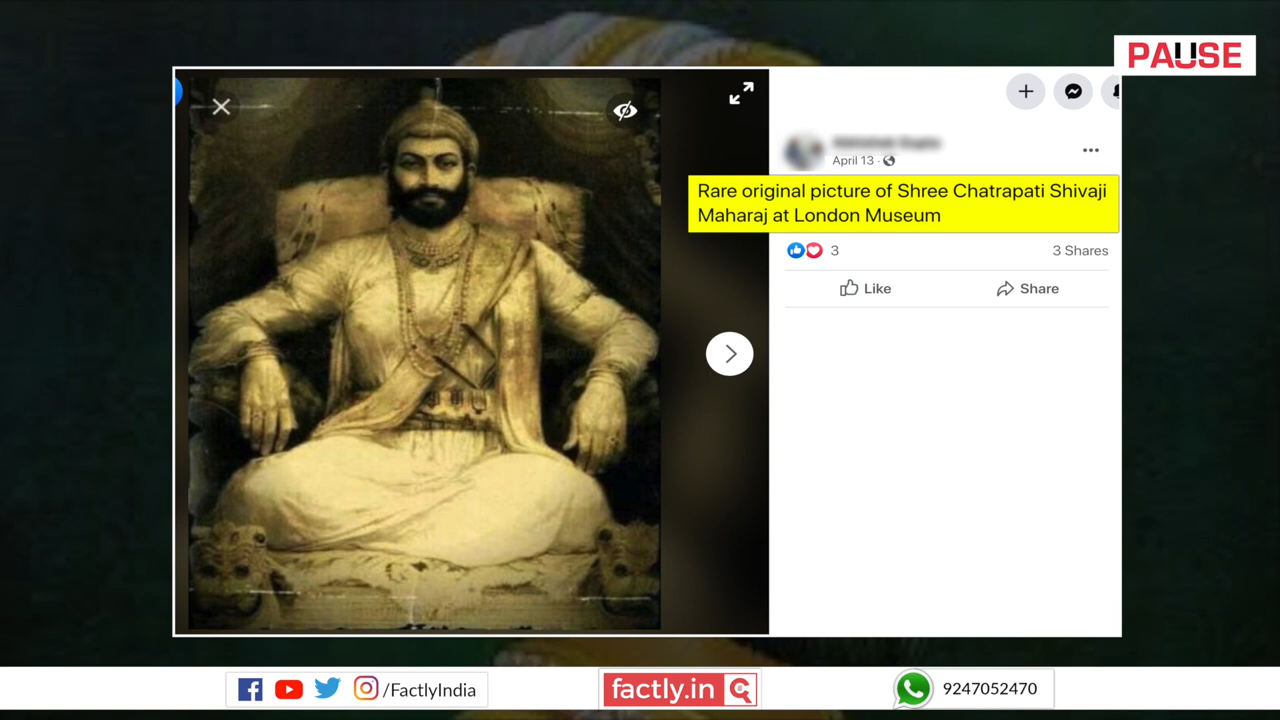 PAUSE
April 13 ·
Rare original picture of Shree Chatrapati Shivaji
Maharaj at London Museum
3
3 Shares
Like
Share
/FactlyIndia
factly.in
9247052470